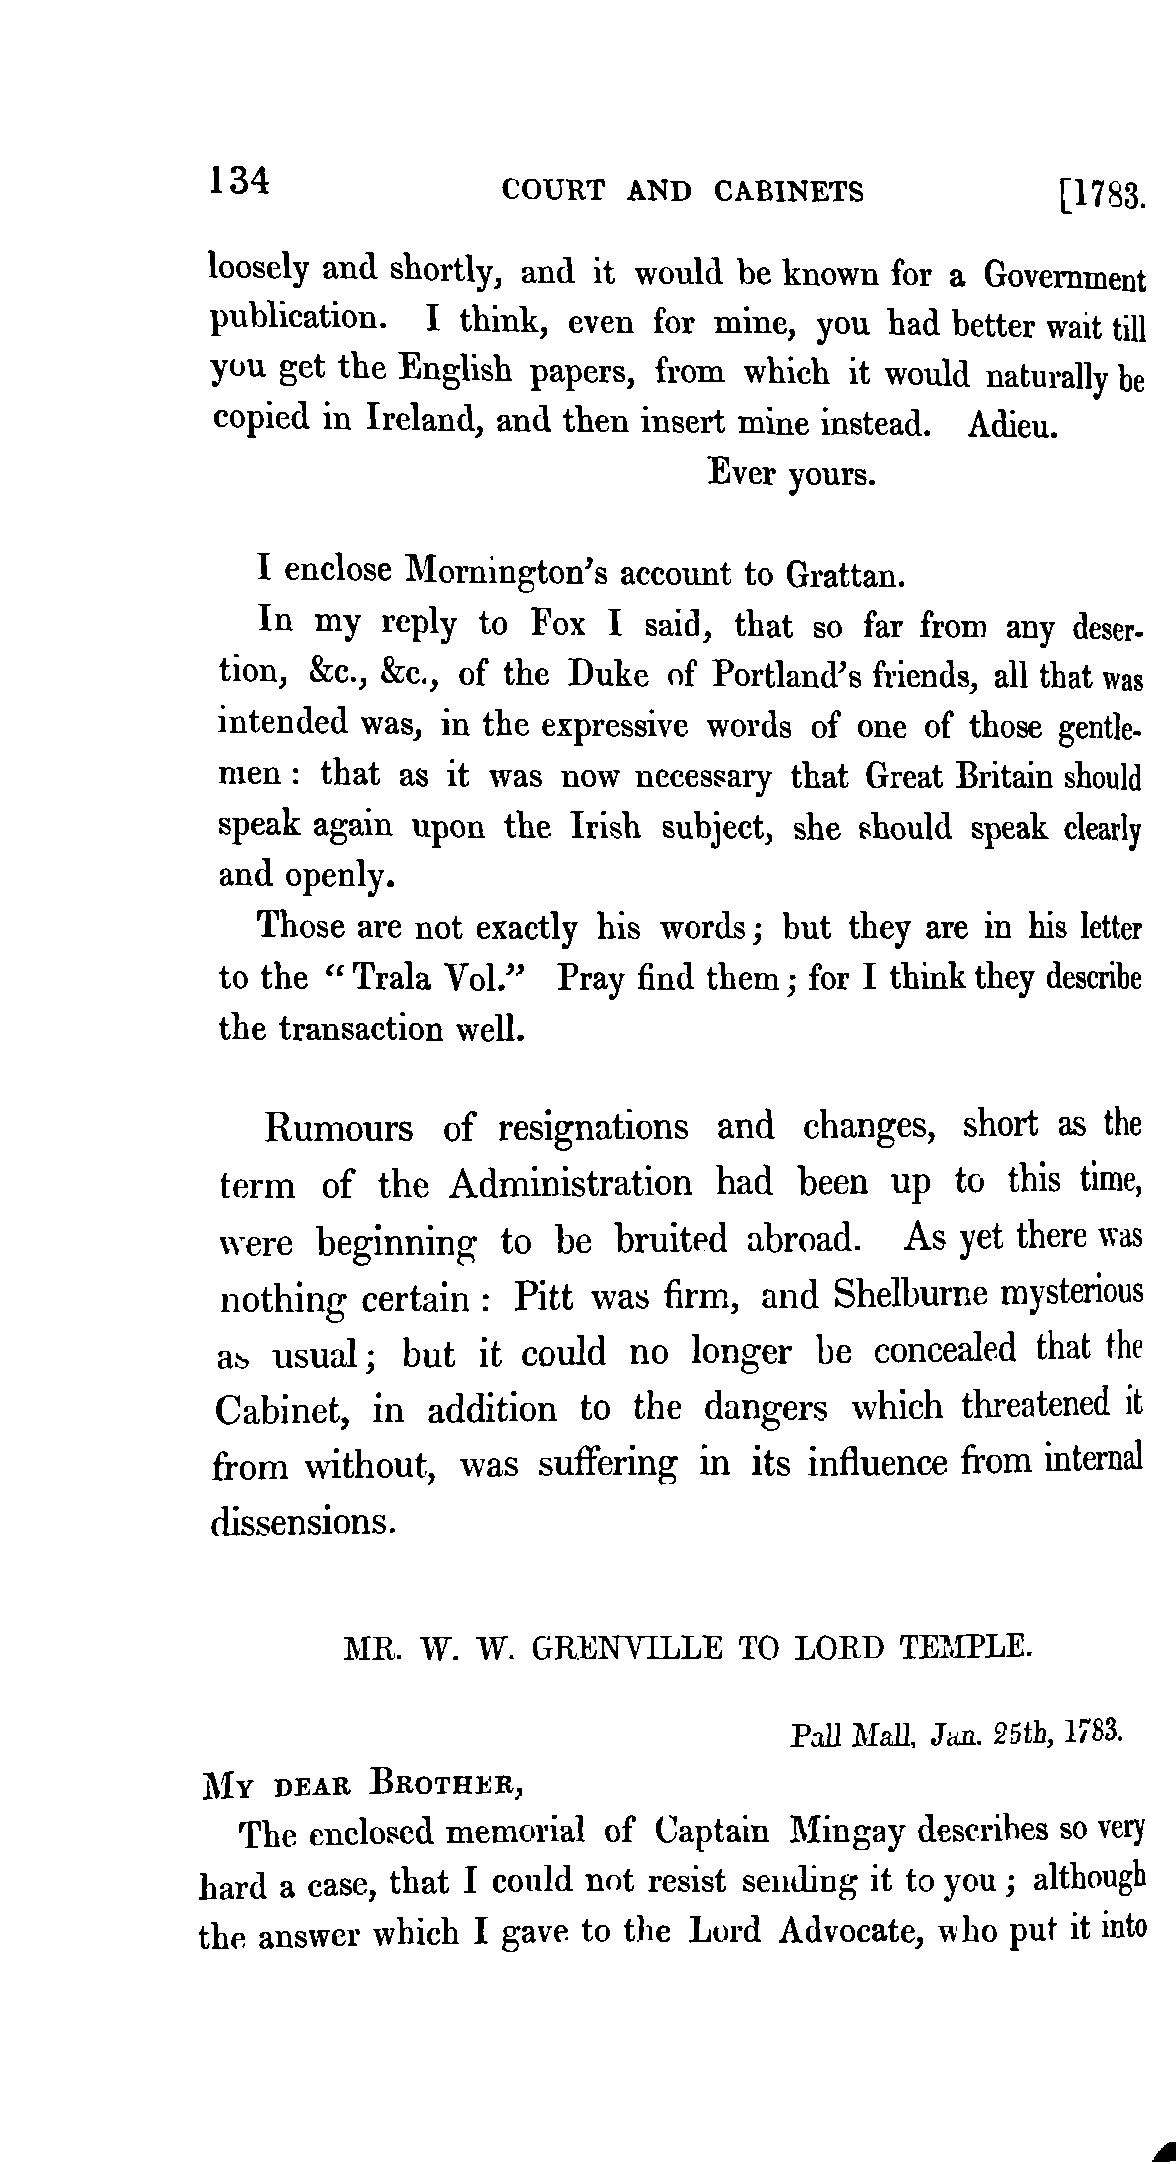 134 COURT AND CABINETS [1783.
loosely and shortly, and it would be known for a Government
publication. I think, even for mine, you had better wait till
you get the English papers, from which it would naturally be
copied in Ireland, and then insert mine instead. Adieu.
Ever yours.
I enclose Mornington's account to Grattan.
In my reply to Fox I said, that so far from any deser-
tion, &c., &c., of the Duke of Portland's friends, all that was
intended was, in the expressive words of one of those gentle-
men : that as it was now necessary that Great Britain should
speak again upon the Irish subject, she should speak clearly
and openly.
Those are not exactly his words; but they are in his letter
to the “Trala Vol.” Pray find them; for I think they describe
the transaction well.
Rumours of resignations and changes, short as the
term of the Administration had been up to this time,
were beginning to be bruited abroad. As yet there was
nothing certain : Pitt was firm, and Shelburne mysterious
as usual; but it could no longer be concealed that the
Cabinet, in addition to the dangers which threatened it
from without, was suffering in its influence from internal
dissensions.
MR. W. W. GRENVILLE TO LORD TEMPLE.
Pall Mall, Jan. 25th, 1783.
MY DEAR BROTHER,
The enclosed memorial of Captain Mingay describes so very
hard a case, that I could not resist sending it to you; although
the answer which I gave to the Lord Advocate, who put it into